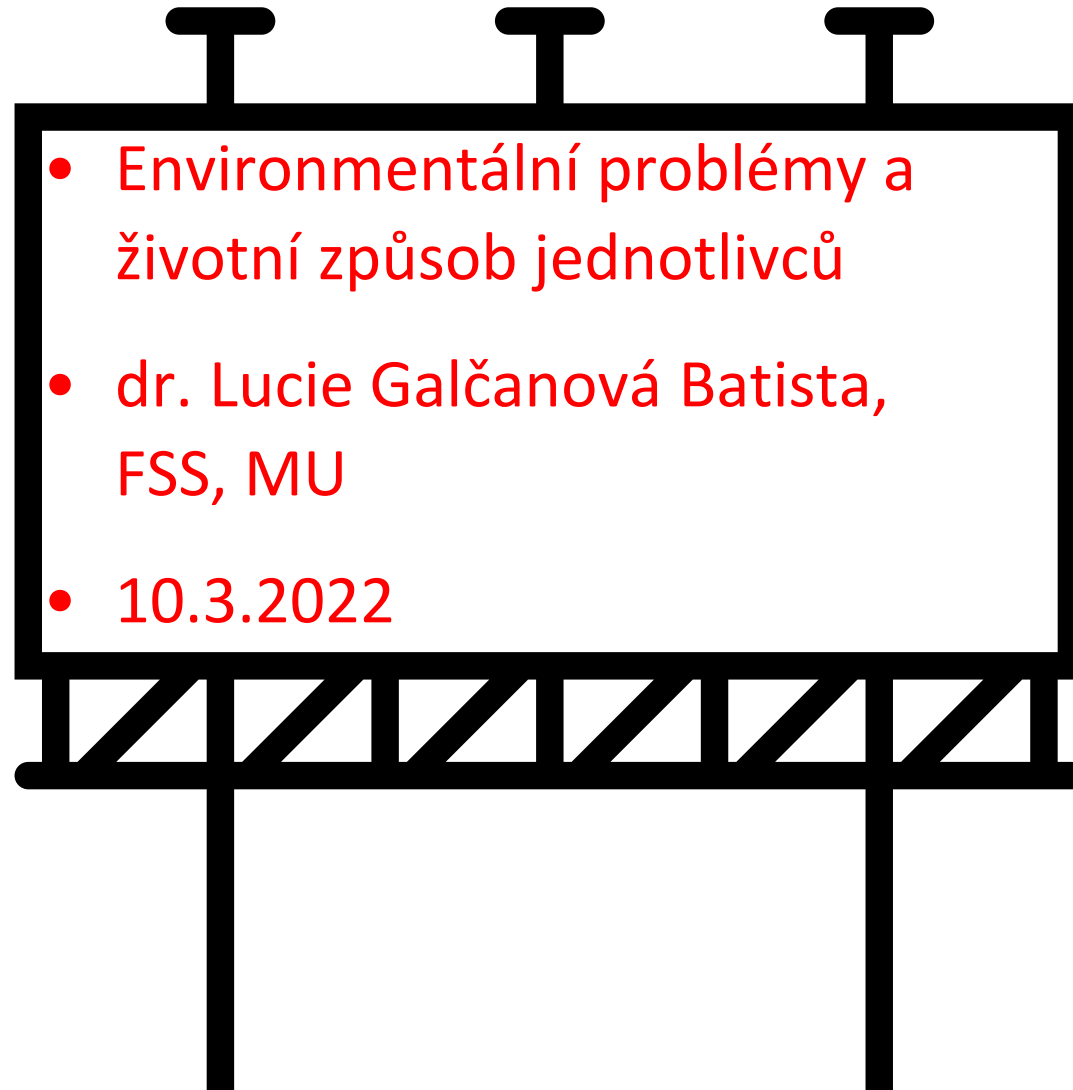 • Environmentální problémy a
životní způsob jednotlivců
• dr. Lucie Galčanová Batista,
FSS, MU
• 10.3.2022